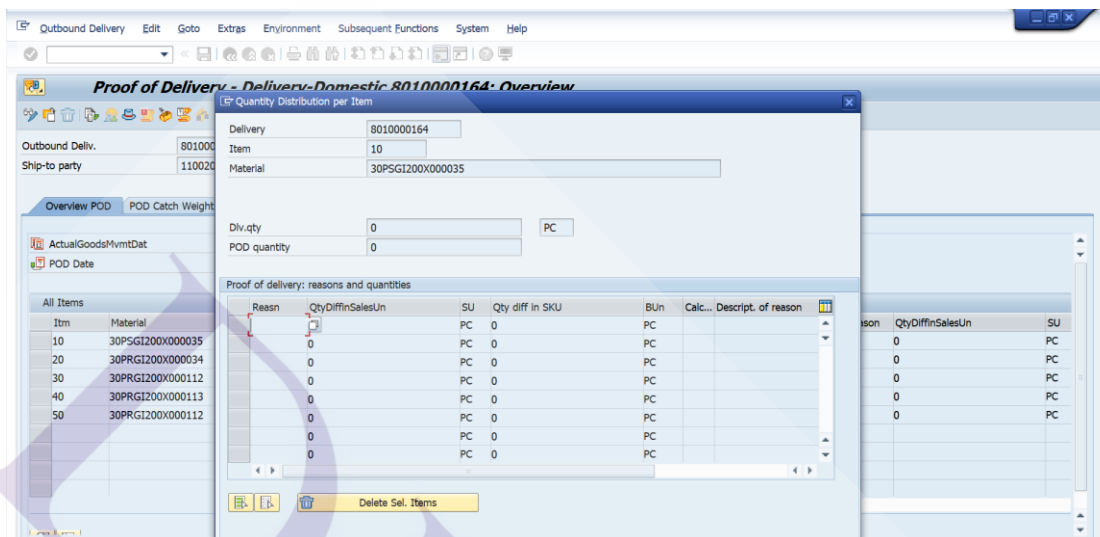 Outbound Delivery Edit Goto Extras Environment Subsequent Functions System Help
Proof of Delivery - Delivery-Domestic 8010000164: Overview
Quantity Distribution per Item
Outbound Deliv. 801000
Ship-to party 110020
Delivery 8010000164
Item 10
Material 30PSGI200X000035
Overview POD POD Catch Weight
Dlv.qty 0 PC
POD quantity 0
ActualGoodsMvmtDat
POD Date
Proof of delivery: reasons and quantities
Reasn QtyDiffinSalesUn SU Qty diff in SKU BUn Calc... Descript. of reason
PC 0 PC
0 PC 0 PC
0 PC 0 PC
0 PC 0 PC
0 PC 0 PC
0 PC 0 PC
0 PC 0 PC
0 PC 0 PC
All Items
Itm Material ason QtyDiffinSalesUn SU
10 30PSGI200X000035 0 PC
20 30PRGI200X000034 0 PC
30 30PRGI200X000112 0 PC
40 30PRGI200X000113 0 PC
50 30PRGI200X000112 0 PC
Delete Sel. Items